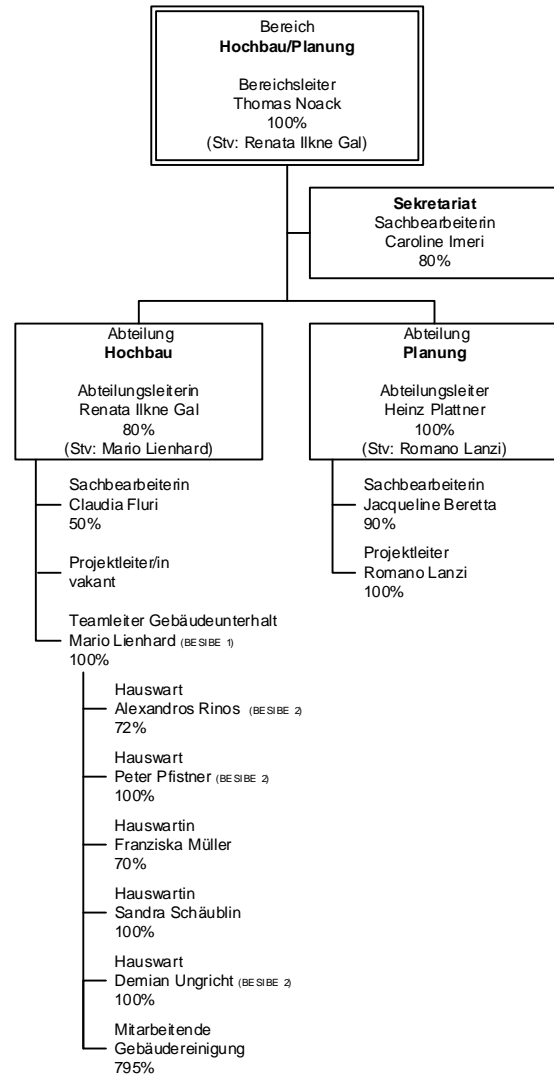 Bereich
Hochbau/Planung
Bereichsleiter
Thomas Noack
100%
(Stv: Renata Ilkne Gal)
Sekretariat
Sachbearbeiterin
Caroline Imeri
80%
Abteilung
Hochbau
Abteilungsleiterin
Renata Ilkne Gal
80%
(Stv: Mario Lienhard)
Abteilung
Planung
Abteilungsleiter
Heinz Plattner
100%
(Stv: Romano Lanzi)
Sachbearbeiterin
Claudia Fluri
50%
Projektleiter/in
vakant
Teamleiter Gebäudeunterhalt
Mario Lienhard (BESIBE 1)
100%
Sachbearbeiterin
Jacqueline Beretta
90%
Projektleiter
Romano Lanzi
100%
Hauswart
Alexandros Rinos (BESIBE 2)
72%
Hauswart
Peter Pfistner (BESIBE 2)
100%
Hauswartin
Franziska Müller
70%
Hauswartin
Sandra Schäublin
100%
Hauswart
Demian Ungricht (BESIBE 2)
100%
Mitarbeitende
Gebäudereinigung
795%